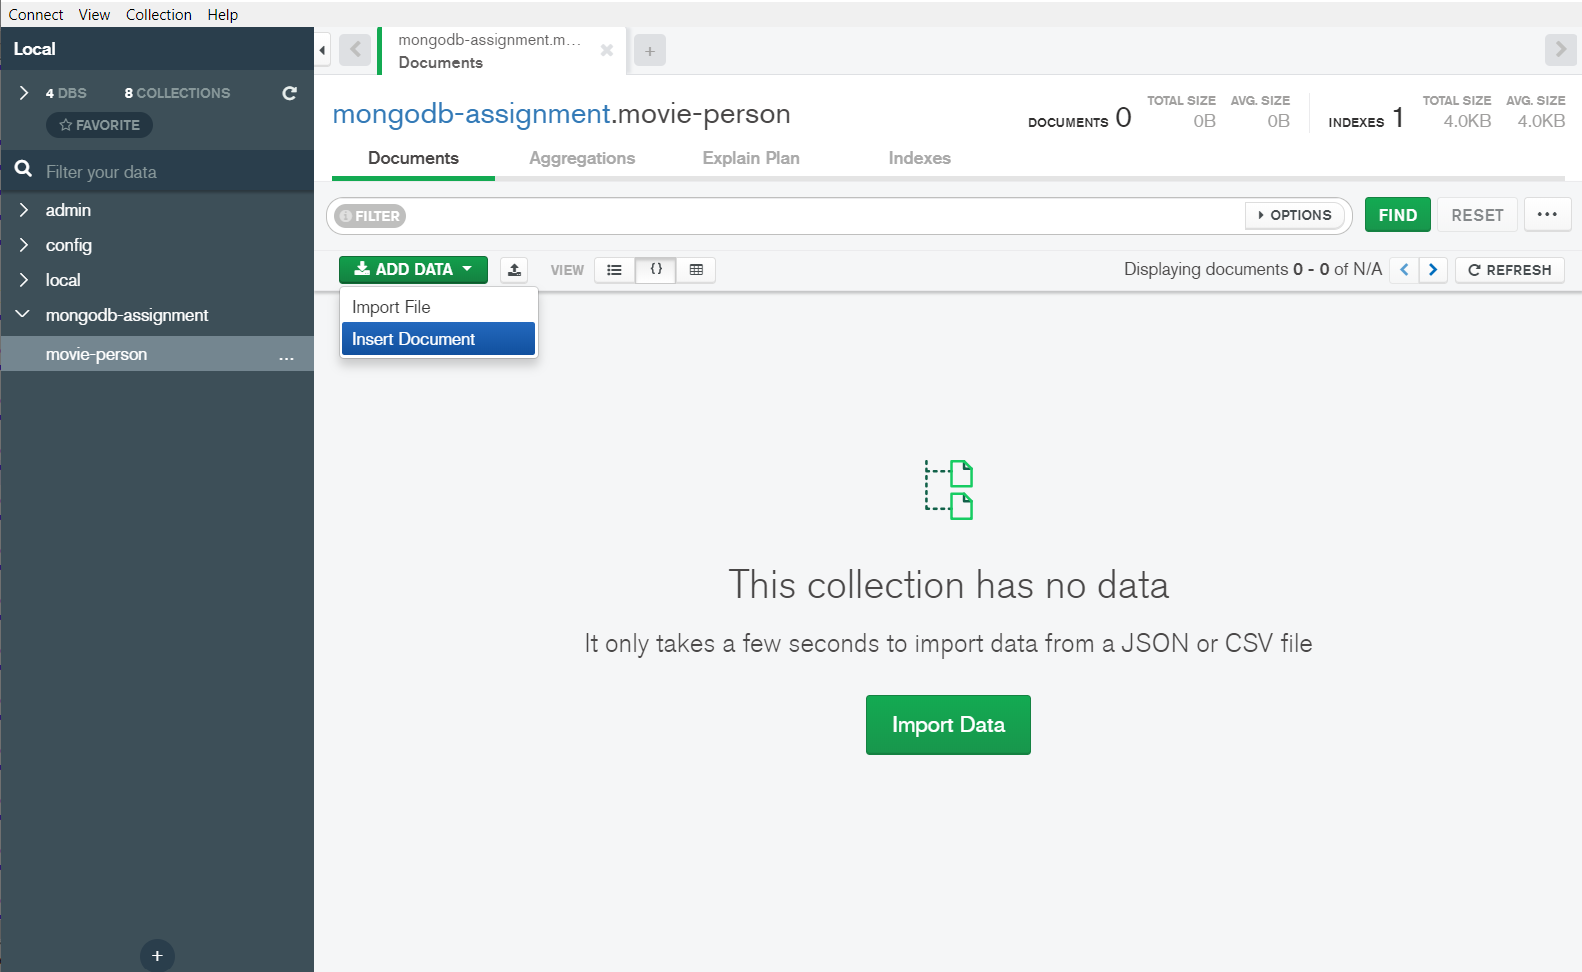 Connect View Collection Help
Local
4 DBS 8 COLLECTIONS
FAVORITE
Filter your data
admin
config
local
mongodb-assignment
movie-person ...
mongodb-assignment.m...
Documents
+
mongodb-assignment.movie-person
DOCUMENTS 0 TOTAL SIZE 0B AVG. SIZE 0B INDEXES 1 TOTAL SIZE 4.0KB AVG. SIZE 4.0KB
Documents Aggregations Explain Plan Indexes
FILTER OPTIONS FIND RESET ...
ADD DATA VIEW {} Displaying documents 0 - 0 of N/A < > REFRESH
Import File
Insert Document
This collection has no data
It only takes a few seconds to import data from a JSON or CSV file
Import Data
+